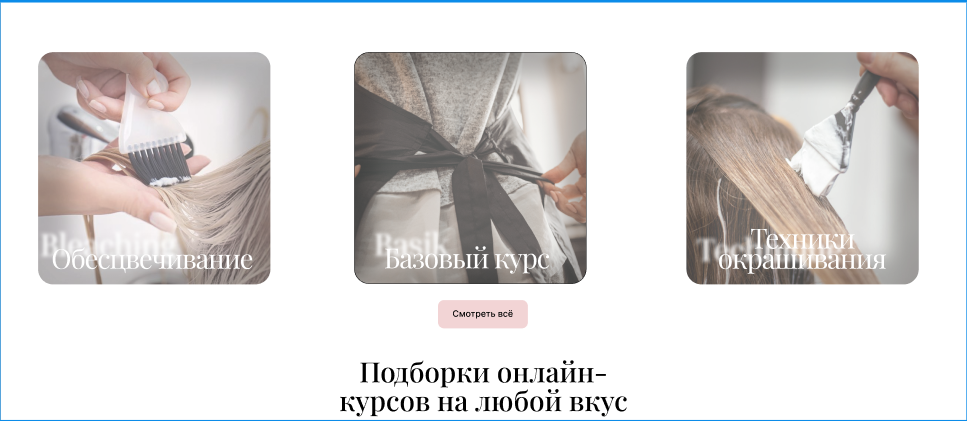 Bleaching
Обесцвечивание
Basik
Базовый курс
Техники
окрашивания
Смотреть всё
Подборки онлайн-
курсов на любой вкус